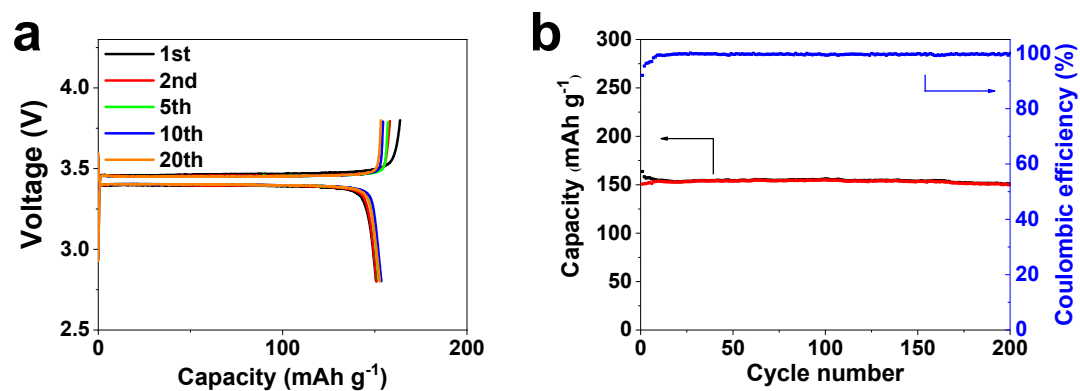 a
1st
2nd
5th
10th
20th
4.0
3.5
3.0
2.5
Voltage (V)
0
100
200
Capacity (mAh g⁻¹)
b
300
250
200
150
100
50
0
Capacity (mAh g⁻¹)
100
80
60
40
20
0
Coulombic efficiency (%)
0
50
100
150
200
Cycle number